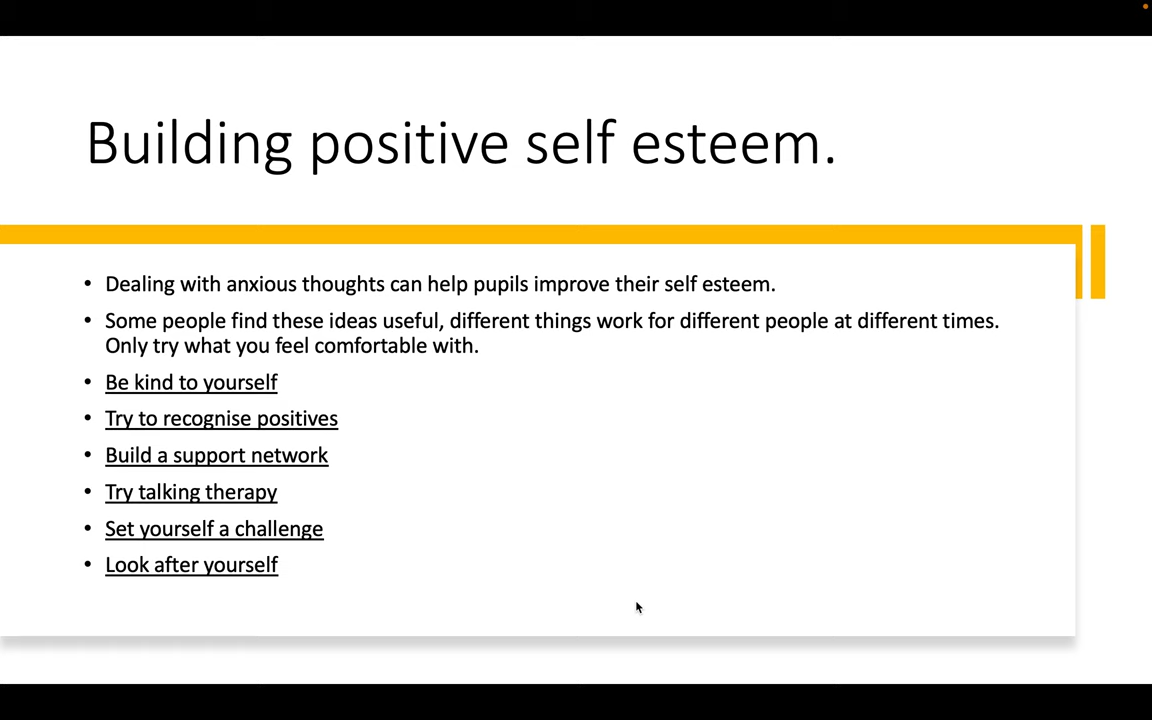 Building positive self esteem.
• Dealing with anxious thoughts can help pupils improve their self esteem.
• Some people find these ideas useful, different things work for different people at different times.
Only try what you feel comfortable with.
• Be kind to yourself
• Try to recognise positives
• Build a support network
• Try talking therapy
• Set yourself a challenge
• Look after yourself